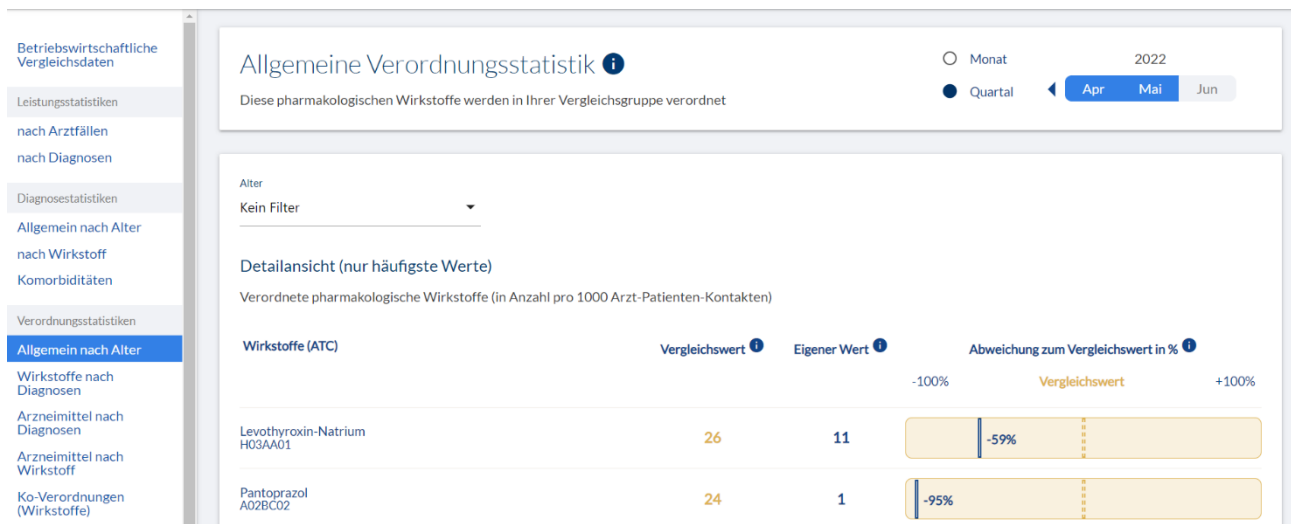 Betriebswirtschaftliche
Vergleichsdaten
Leistungsstatistiken
nach Arztfällen
nach Diagnosen
Diagnosestatistiken
Allgemein nach Alter
nach Wirkstoff
Komorbiditäten
Verordnungsstatistiken
Allgemein nach Alter
Wirkstoffe nach
Diagnosen
Arzneimittel nach
Diagnosen
Arzneimittel nach
Wirkstoff
Ko-Verordnungen
(Wirkstoffe)
Allgemeine Verordnungsstatistik i
Diese pharmakologischen Wirkstoffe werden in Ihrer Vergleichsgruppe verordnet
Monat 2022
Quartal Apr Mai Jun
Alter
Kein Filter
Detailansicht (nur häufigste Werte)
Verordnete pharmakologische Wirkstoffe (in Anzahl pro 1000 Arzt-Patienten-Kontakten)
Wirkstoffe (ATC) Vergleichswert i Eigener Wert i Abweichung zum Vergleichswert in % i
-100% Vergleichswert +100%
Levothyroxin-Natrium
H03AA01
26 11 -59%
Pantoprazol
A02BC02
24 1 -95%